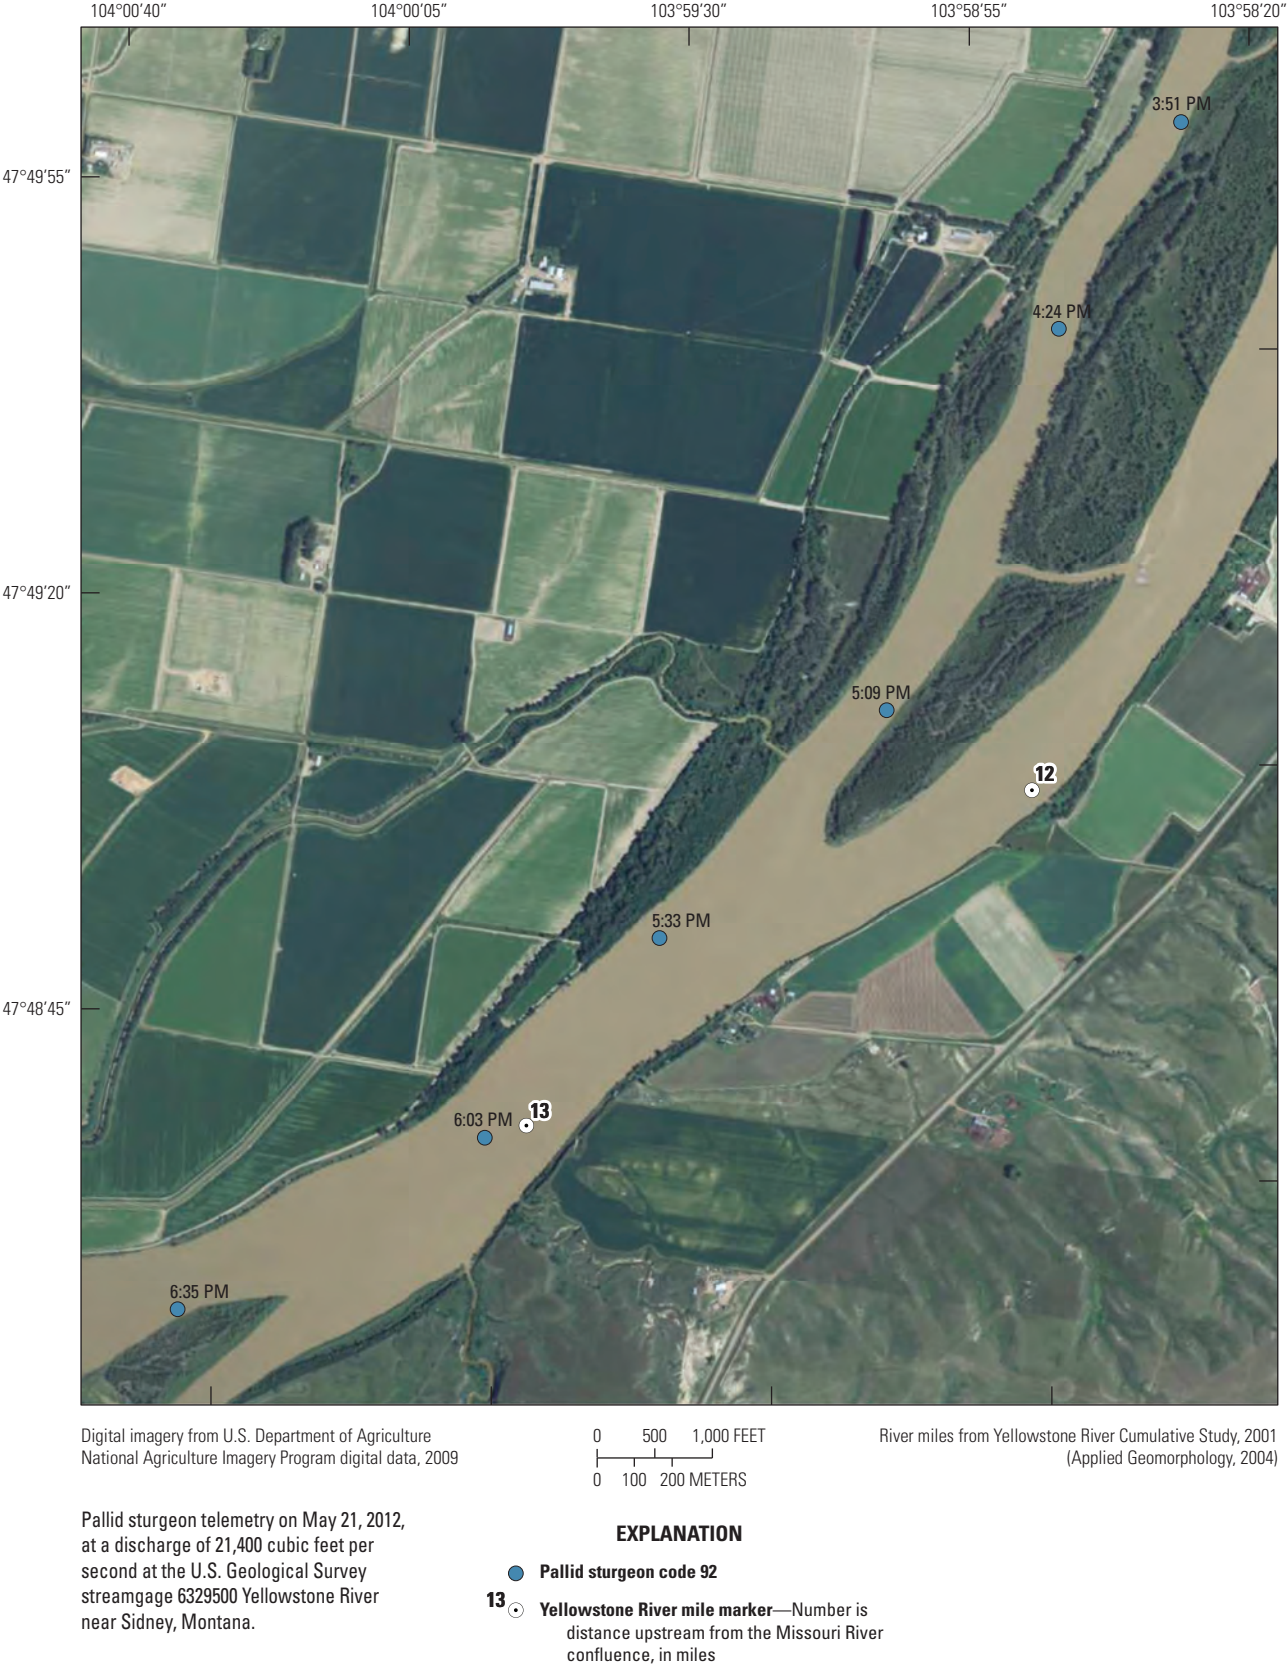 104°00′40″ 104°00′05″ 103°59′30″ 103°58′55″ 103°58′20″
3:51 PM
47°49′55″
4:24 PM
47°49′20″
5:09 PM
12
5:33 PM
47°48′45″
6:03 PM
13
6:35 PM
Digital imagery from U.S. Department of Agriculture
National Agriculture Imagery Program digital data, 2009
0 500 1,000 FEET
0 100 200 METERS
River miles from Yellowstone River Cumulative Study, 2001
(Applied Geomorphology, 2004)
Pallid sturgeon telemetry on May 21, 2012,
at a discharge of 21,400 cubic feet per
second at the U.S. Geological Survey
streamgage 6329500 Yellowstone River
near Sidney, Montana.
EXPLANATION
Pallid sturgeon code 92
13
Yellowstone River mile marker—Number is
distance upstream from the Missouri River
confluence, in miles